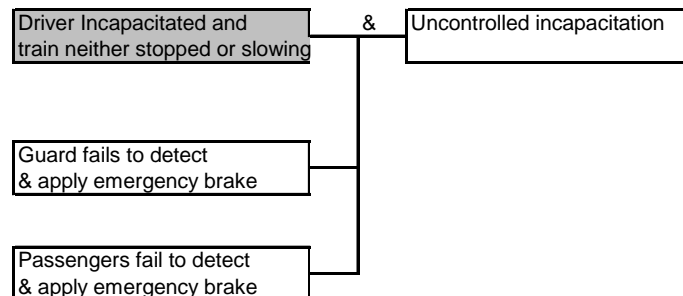 Driver Incapacitated and
train neither stopped or slowing
&
Uncontrolled incapacitation
Guard fails to detect
& apply emergency brake
Passengers fail to detect
& apply emergency brake